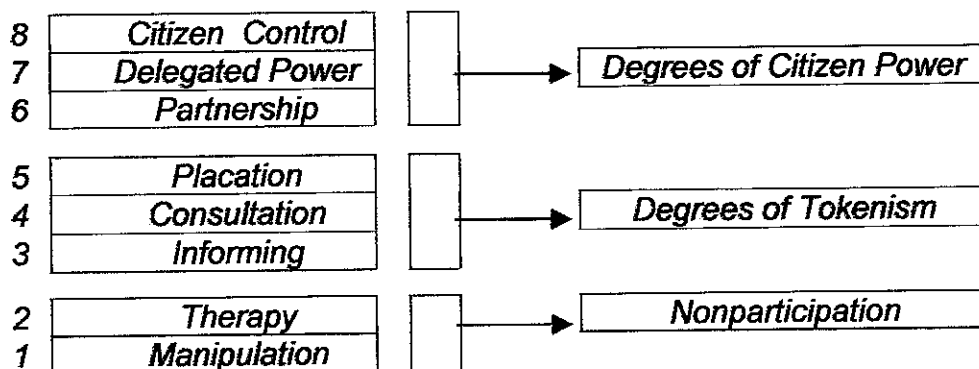 8 Citizen Control
7 Delegated Power
6 Partnership
Degrees of Citizen Power
5 Placation
4 Consultation
3 Informing
Degrees of Tokenism
2 Therapy
1 Manipulation
Nonparticipation